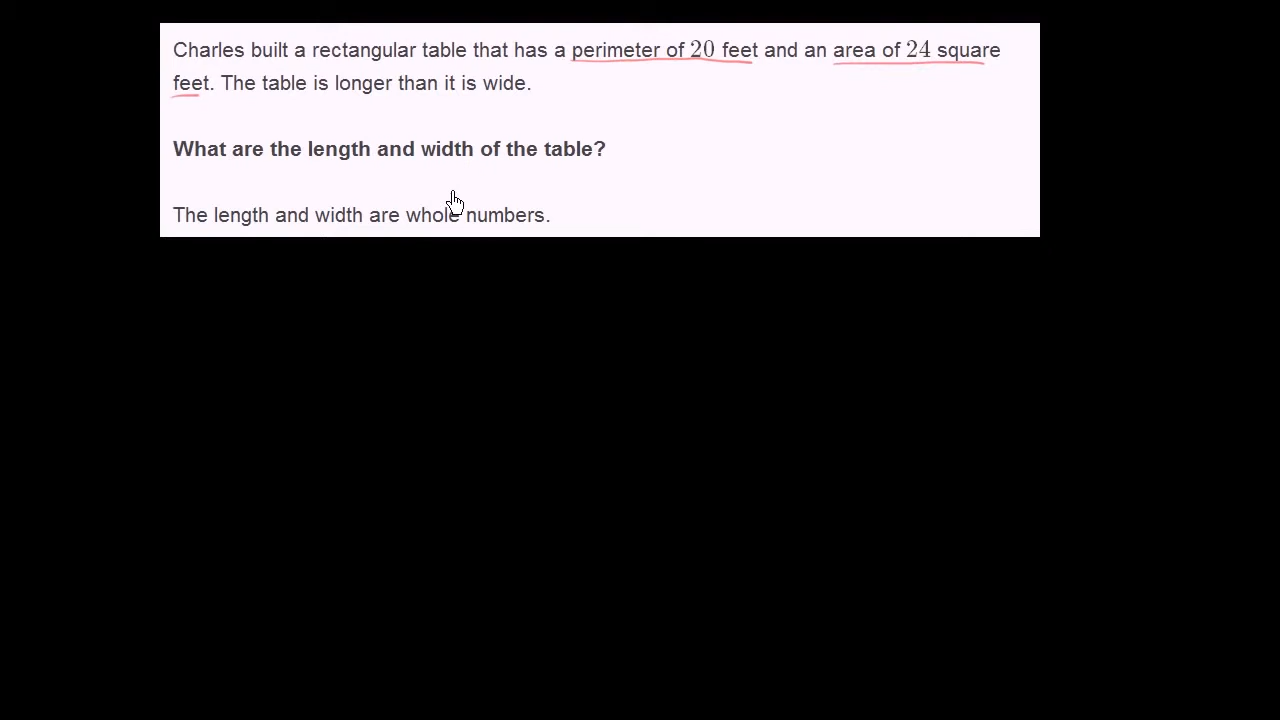 Charles built a rectangular table that has a perimeter of 20 feet and an area of 24 square
feet. The table is longer than it is wide.
What are the length and width of the table?
The length and width are whole numbers.